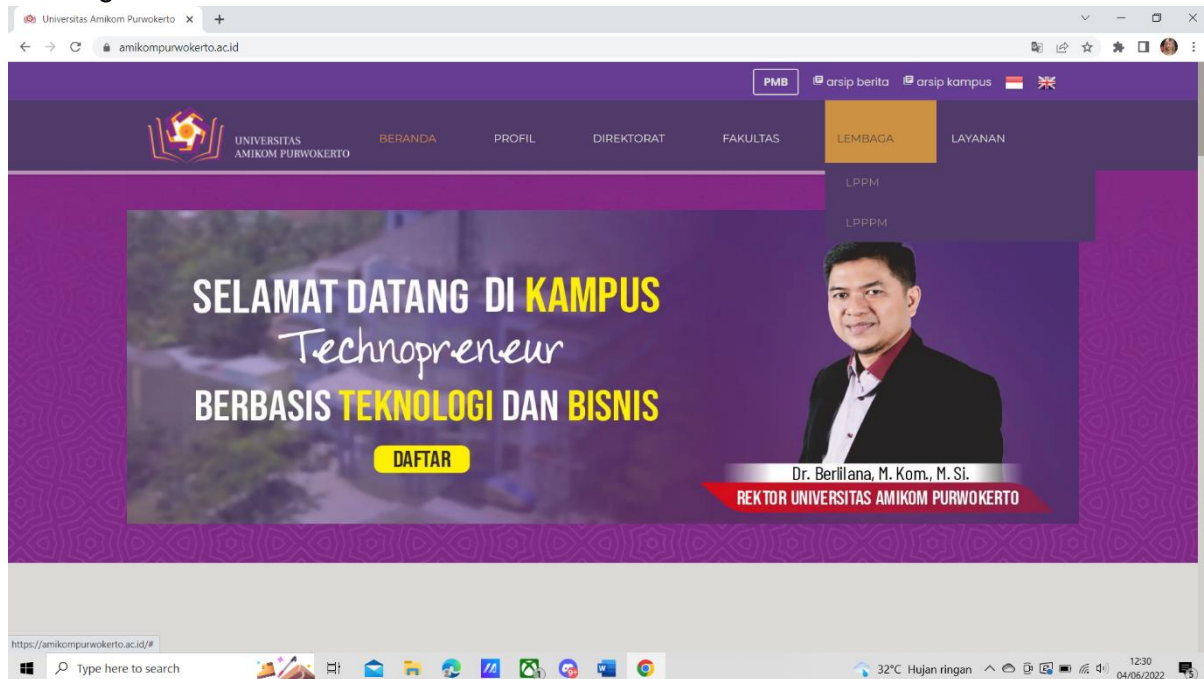 Universitas Amikom Purwokerto
amikompurwokerto.ac.id
PMB arsip berita arsip kampus
UNIVERSITAS
AMIKOM PURWOKERTO
BERANDA PROFIL DIREKTORAT FAKULTAS LEMBAGA LAYANAN
LPPM
LPPPM
SELAMAT DATANG DI KAMPUS
Technopreneur
BERBASIS TEKNOLOGI DAN BISNIS
DAFTAR
Dr. Berlilana, M. Kom., M. Si.
REKTOR UNIVERSITAS AMIKOM PURWOKERTO
https://amikompurwokerto.ac.id/#
Type here to search
32°C Hujan ringan
12:30
04/06/2022